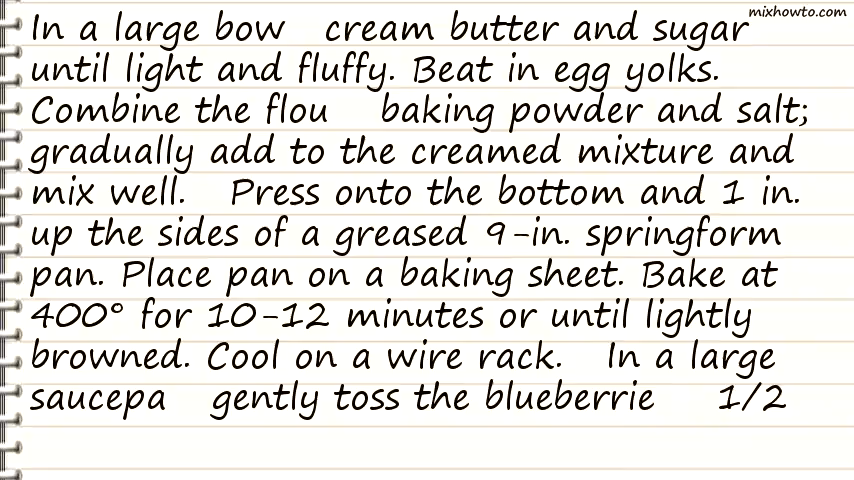 mixhowto.com
In a large bow cream butter and sugar
until light and fluffy. Beat in egg yolks.
Combine the flou baking powder and salt;
gradually add to the creamed mixture and
mix well. Press onto the bottom and 1 in.
up the sides of a greased 9-in. springform
pan. Place pan on a baking sheet. Bake at
400° for 10-12 minutes or until lightly
browned. Cool on a wire rack. In a large
saucepa gently toss the blueberrie 1/2